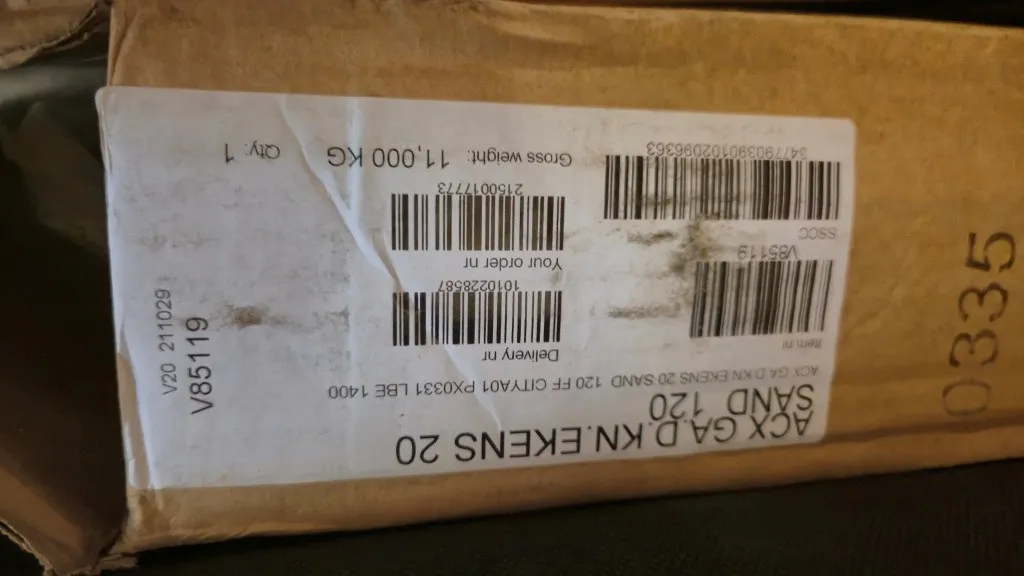 ACX GA.D.KN.EKENS 20
SAND 120
ACX GA.D.KN.EKENS 20 SAND 120 FF CITYA01 PX0331 LBE 1400
Item.nr
V85119
SSCC
347790390102096363
Delivery nr
1010228587
Your order nr
2150017773
Gross weight: 11,000 KG
Qty: 1
V20 211029
V85119
0335